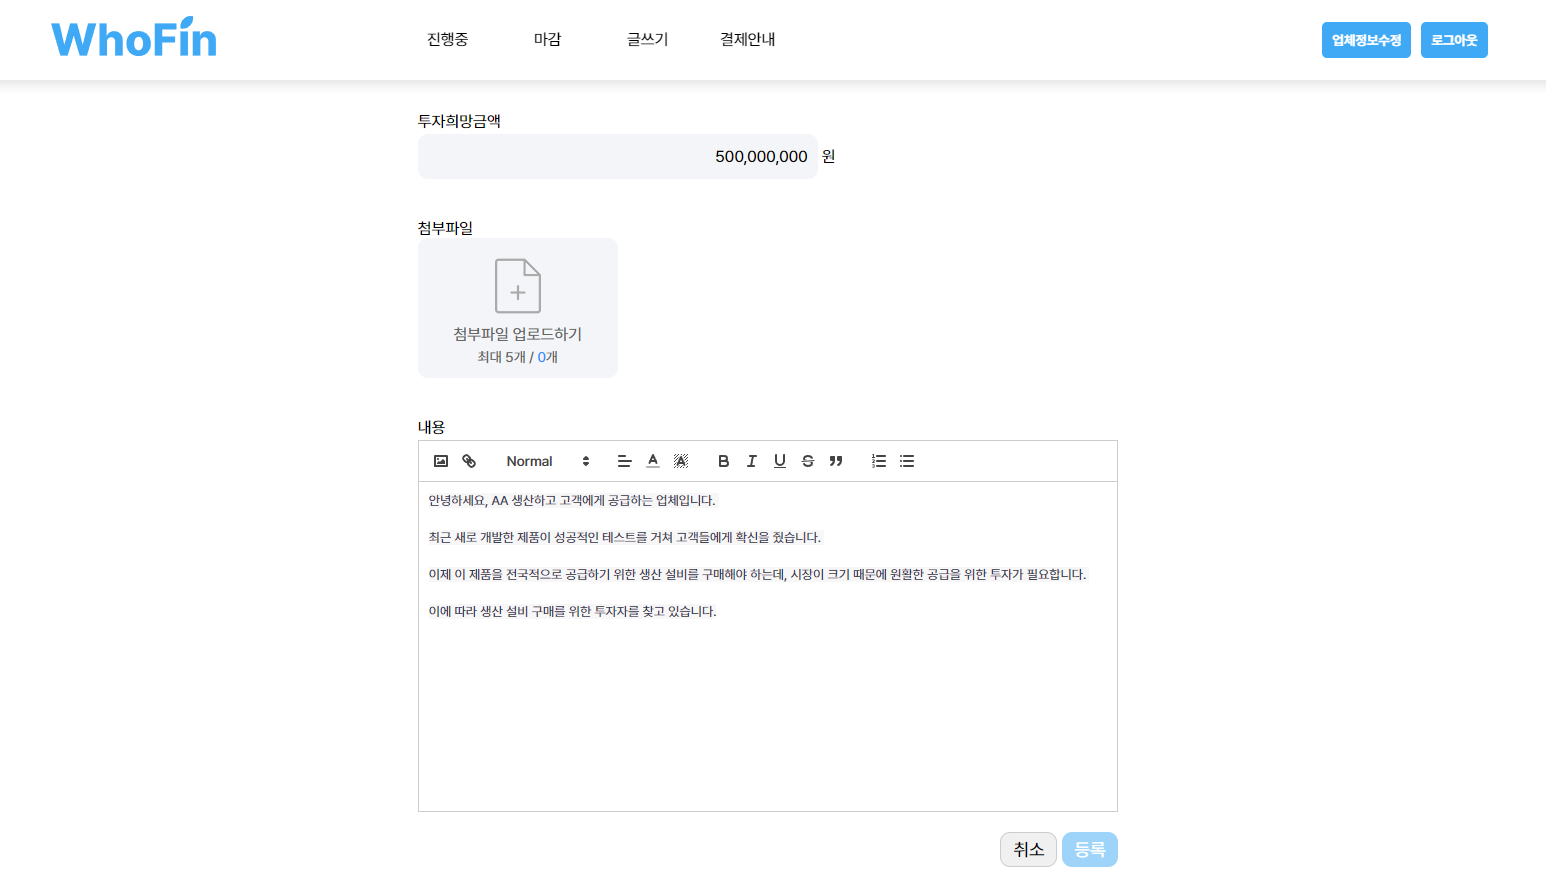 WhoFin
진행중 마감 글쓰기 결제안내 업체정보수정 로그아웃
투자희망금액
500,000,000 원
첨부파일
첨부파일 업로드하기
최대 5개 / 0개
내용
Normal
안녕하세요, AA 생산하고 고객에게 공급하는 업체입니다.
최근 새로 개발한 제품이 성공적인 테스트를 거쳐 고객들에게 확신을 줬습니다.
이제 이 제품을 전국적으로 공급하기 위한 생산 설비를 구매해야 하는데, 시장이 크기 때문에 원활한 공급을 위한 투자가 필요합니다.
이에 따라 생산 설비 구매를 위한 투자자를 찾고 있습니다.
취소 등록